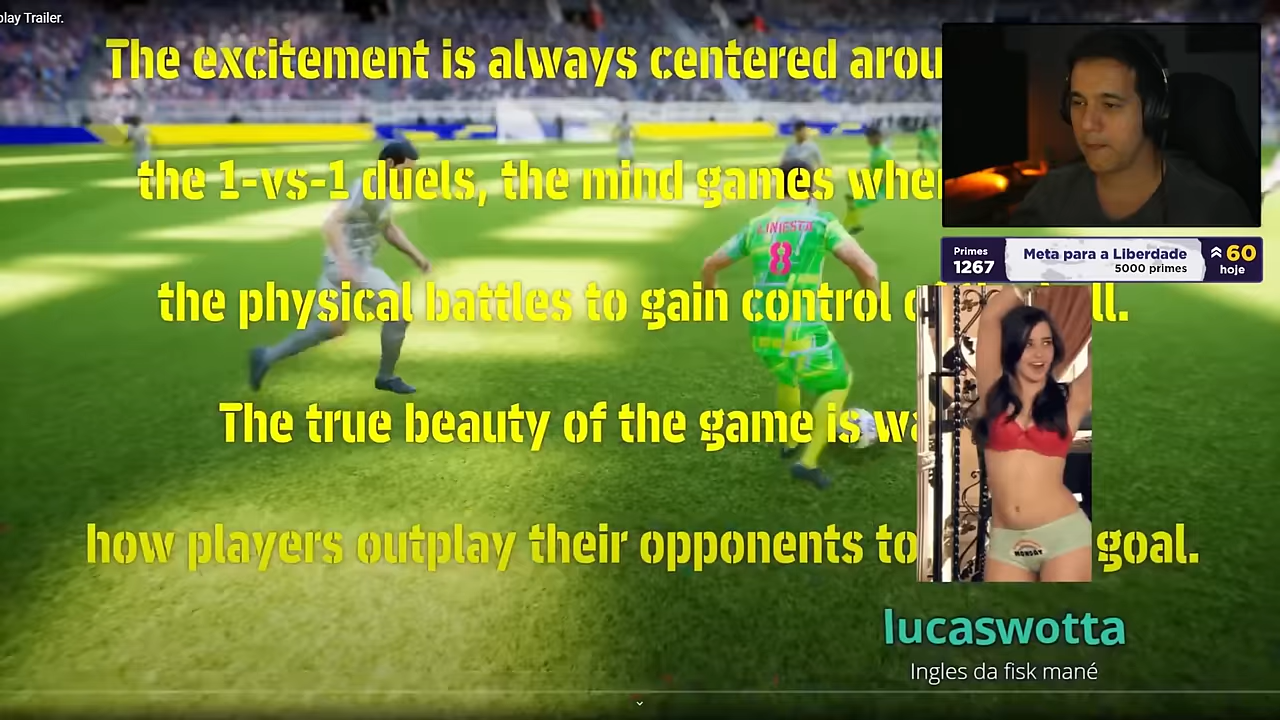 play Trailer.
The excitement is always centered arou
the 1-vs-1 duels, the mind games whe
the physical battles to gain control ll.
The true beauty of the game is wa
how players outplay their opponents to goal.
INIESTA
8
Primes
1267
Meta para a Liberdade
5000 primes
60
hoje
MONDAY
lucaswotta
Ingles da fisk mané